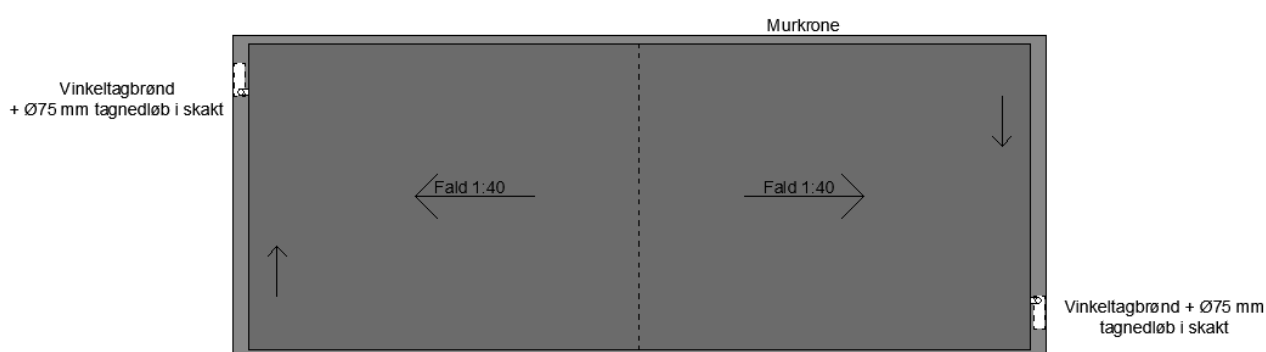 Murkrone
Vinkeltagbrønd
+ Ø75 mm tagnedløb i skakt
Fald 1:40
Fald 1:40
Vinkeltagbrønd + Ø75 mm
tagnedløb i skakt